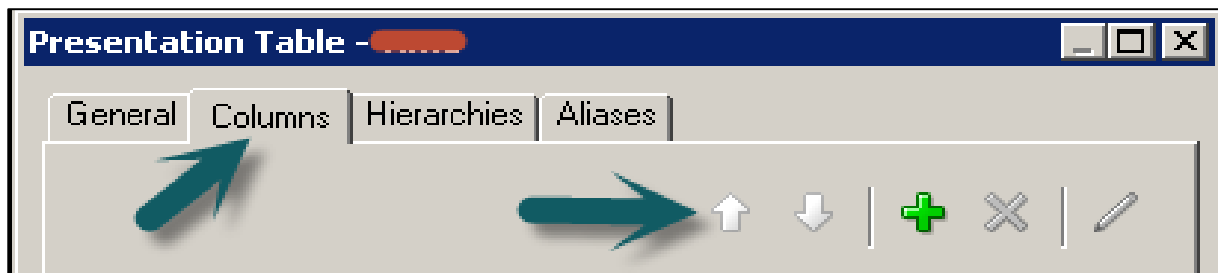 Presentation Table -
General Columns Hierarchies Aliases